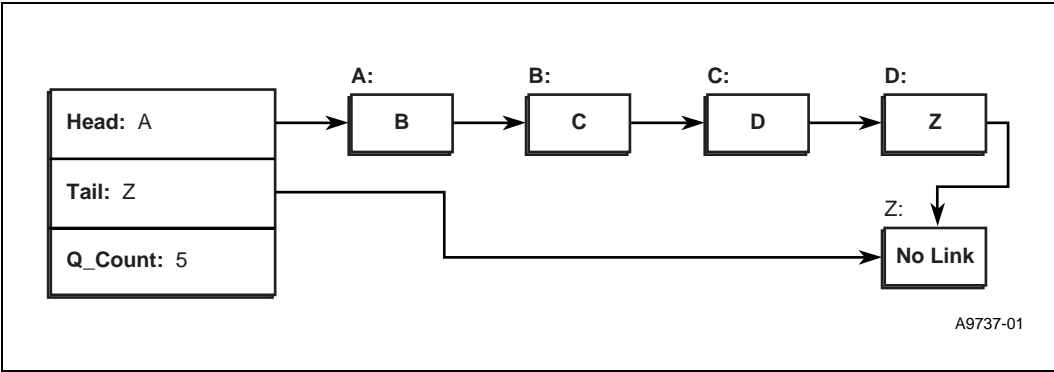 A:
B:
C:
D:
Head: A
B
C
D
Z
Tail: Z
Z:
Q_Count: 5
No Link
A9737-01